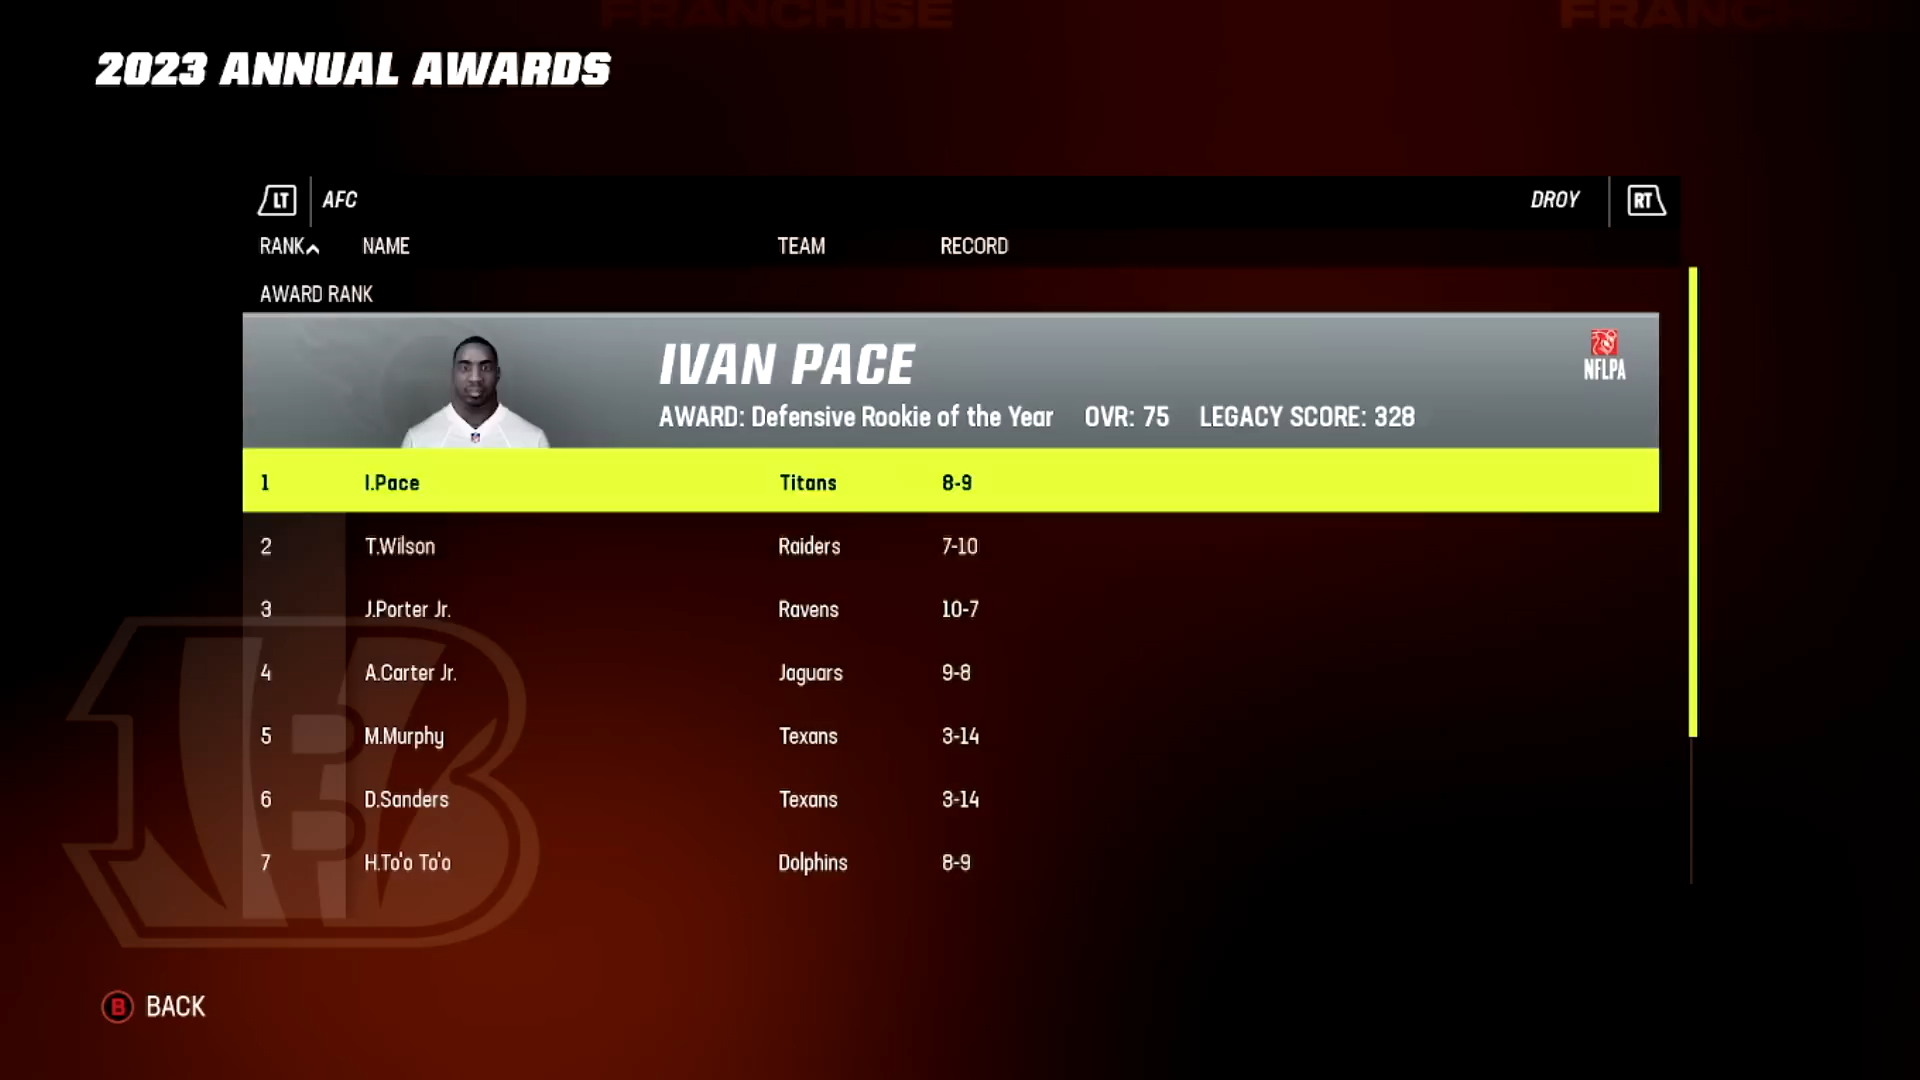 FRANCHISE FRANCHISE
2023 ANNUAL AWARDS
LT AFC DROY RT
RANK NAME TEAM RECORD
AWARD RANK
IVAN PACE
NFLPA
AWARD: Defensive Rookie of the Year OVR: 75 LEGACY SCORE: 328
1 I.Pace Titans 8-9
2 T.Wilson Raiders 7-10
3 J.Porter Jr. Ravens 10-7
4 A.Carter Jr. Jaguars 9-8
5 M.Murphy Texans 3-14
6 D.Sanders Texans 3-14
7 H.To'o To'o Dolphins 8-9
B BACK